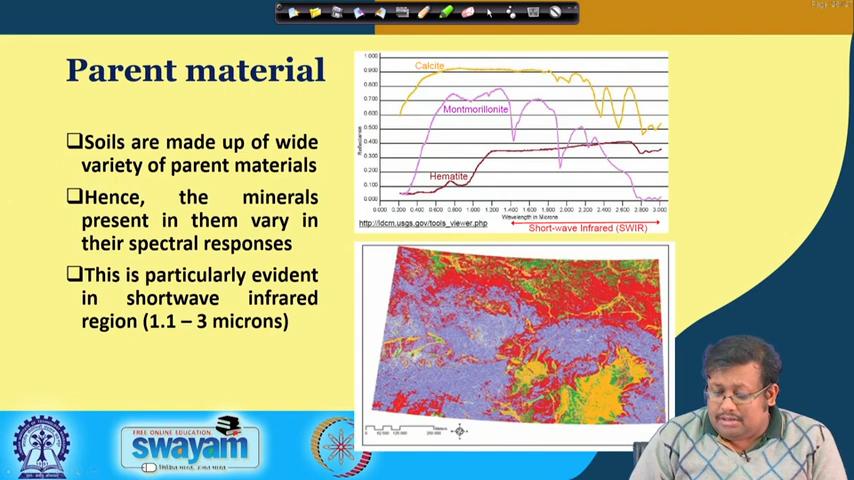 Parent material
❑Soils are made up of wide
variety of parent materials
❑Hence, the minerals
present in them vary in
their spectral responses
❑This is particularly evident
in shortwave infrared
region (1.1 – 3 microns)
1.000
0.900
0.800
0.700
0.600
0.500
0.400
0.300
0.200
0.100
0.000
Reflectance
Calcite
Montmorillonite
Hematite
0.000 0.200 0.400 0.600 0.800 1.000 1.200 1.400 1.600 1.800 2.000 2.200 2.400 2.600 2.800 3.000
Wavelength in Micron
http://ldcm.usgs.gov/tools_viewer.php
Short-wave Infrared (SWIR)
FREE ONLINE EDUCATION
swayam